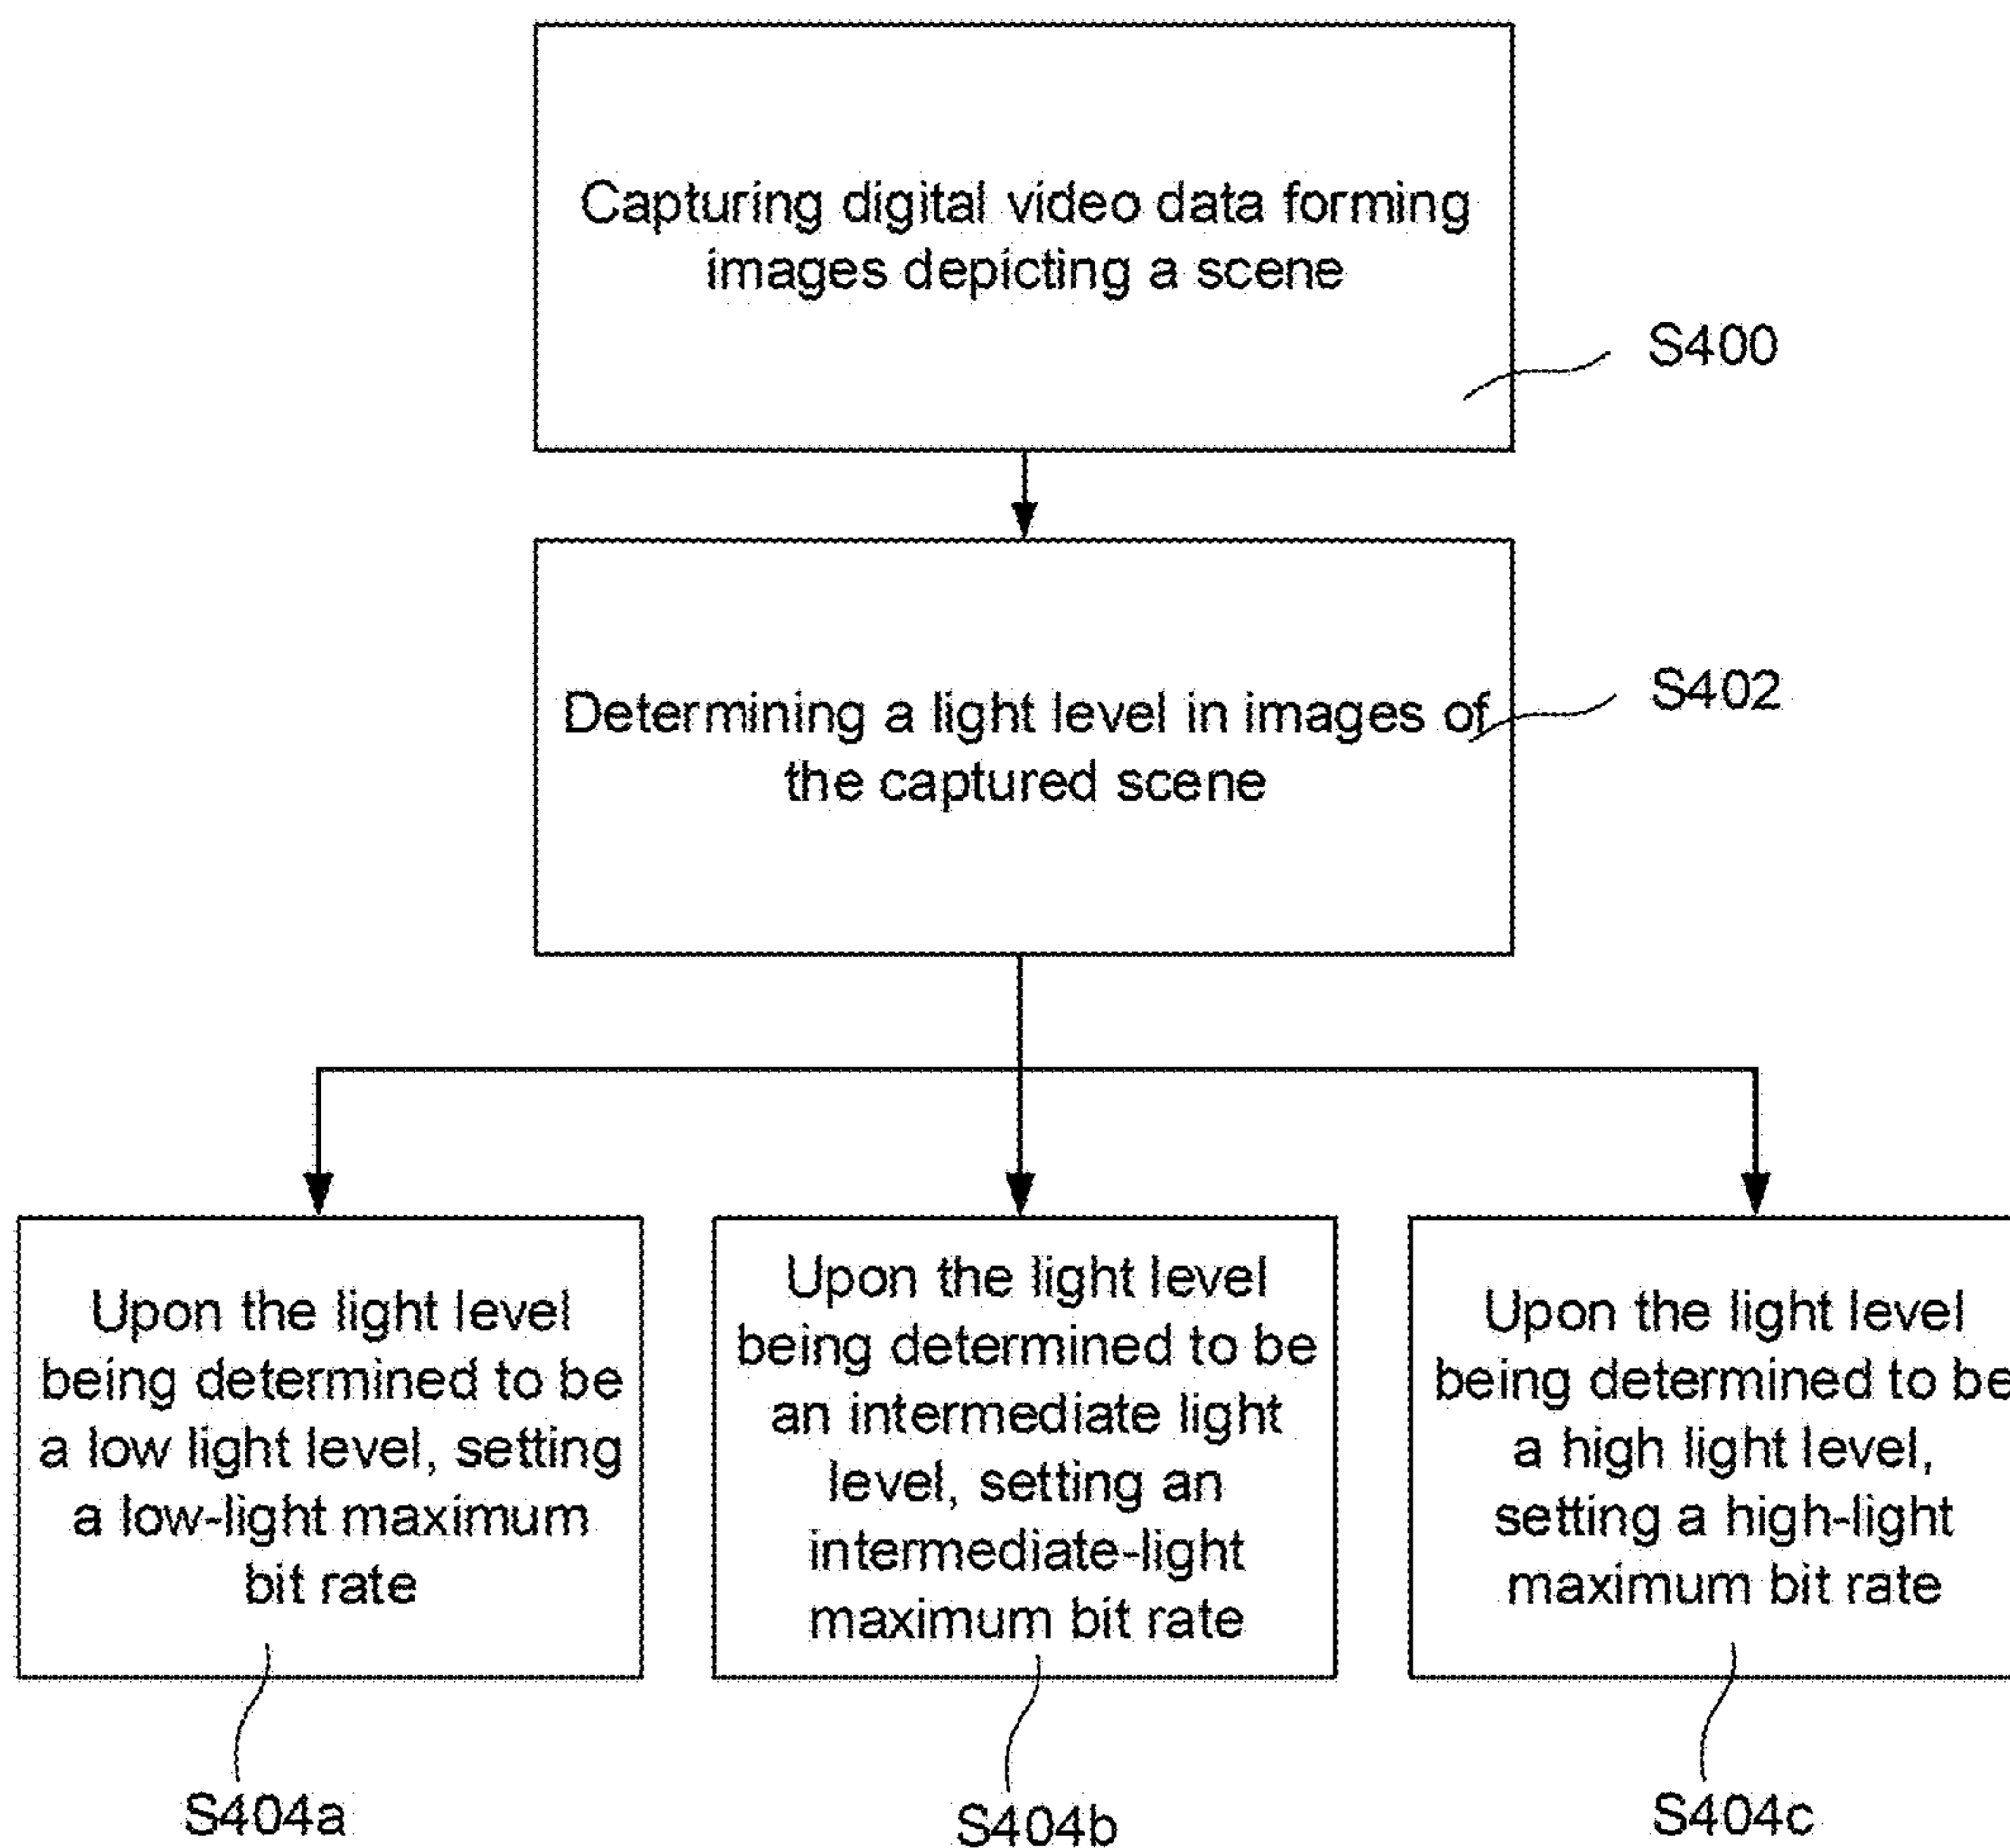 Capturing digital video data forming
images depicting a scene
S400
Determining a light level in images of
the captured scene
S402
Upon the light level
being determined to be
a low light level, setting
a low-light maximum
bit rate
S404a
Upon the light level
being determined to be
an intermediate light
level, setting an
intermediate-light
maximum bit rate
S404b
Upon the light level
being determined to be
a high light level,
setting a high-light
maximum bit rate
S404c